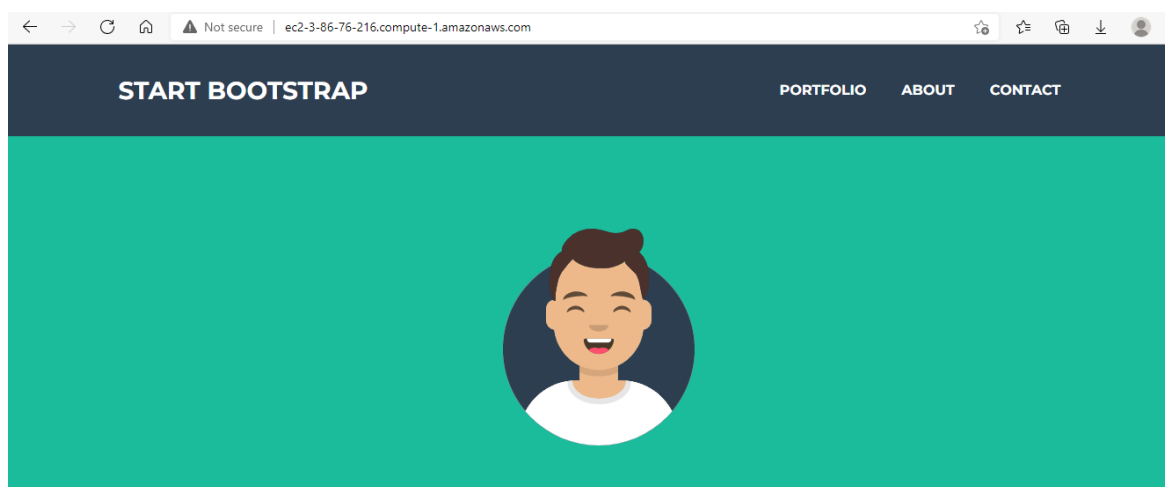 Not secure | ec2-3-86-76-216.compute-1.amazonaws.com
START BOOTSTRAP PORTFOLIO ABOUT CONTACT